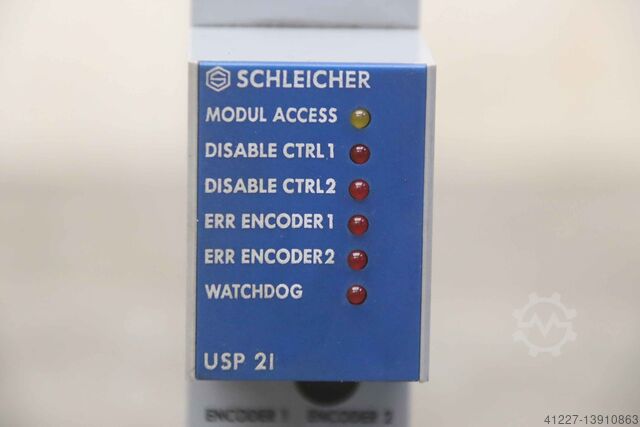 SCHLEICHER
MODUL ACCESS
DISABLE CTRL1
DISABLE CTRL2
ERR ENCODER1
ERR ENCODER2
WATCHDOG
USP 2I
ENCODER 1 ENCODER 2
41227-13910863